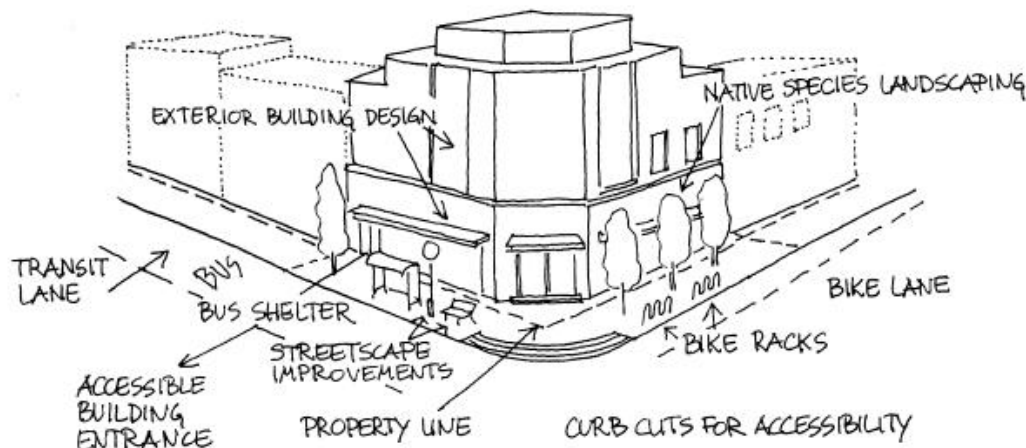 NATIVE SPECIES LANDSCAPING
EXTERIOR BUILDING DESIGN
TRANSIT
LANE
BUS
BUS SHELTER
BIKE LANE
STREETSCAPE
IMPROVEMENTS
BIKE RACKS
ACCESSIBLE
BUILDING
ENTRANCE
PROPERTY LINE
CURB CUTS FOR ACCESSIBILITY